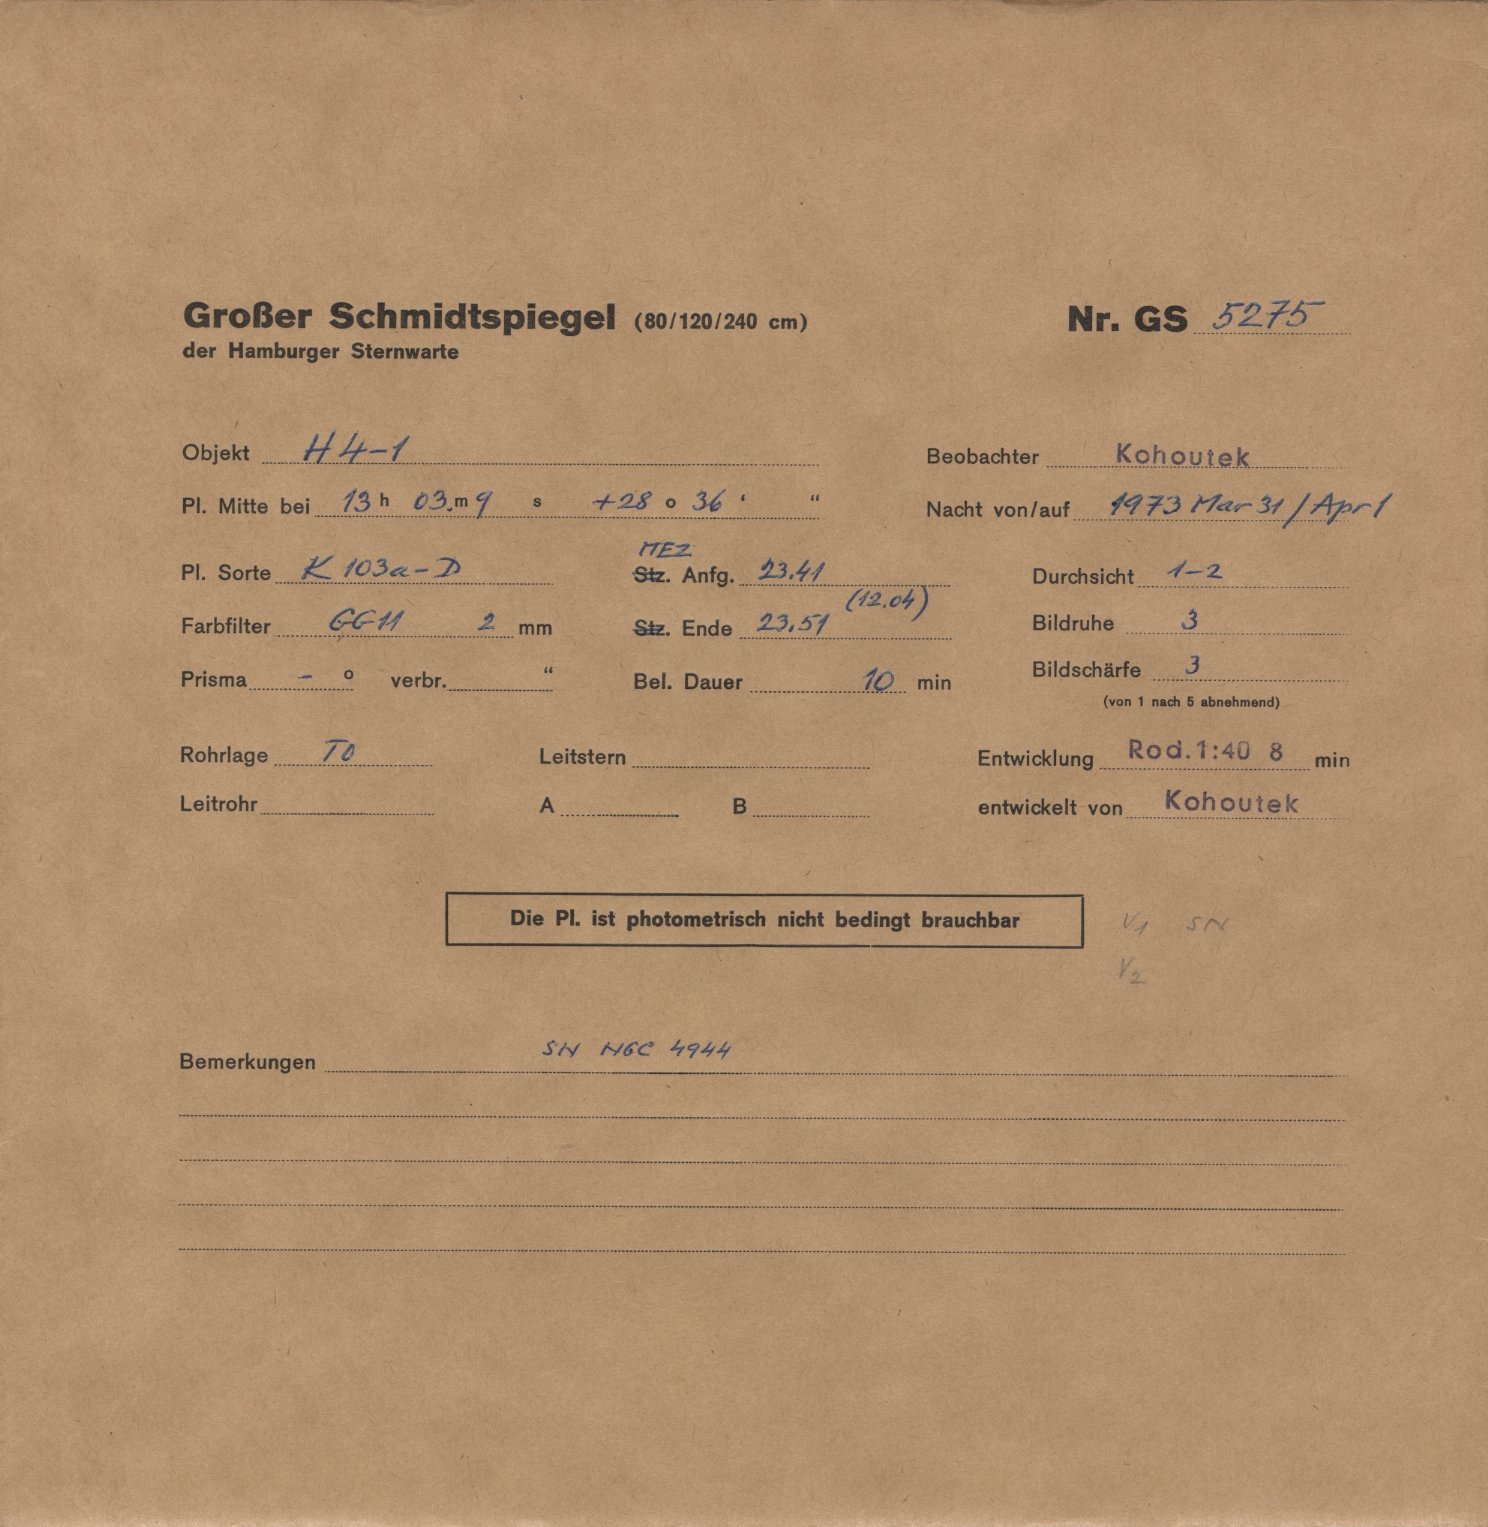 Großer Schmidtspiegel (80/120/240 cm) Nr. GS 5275
der Hamburger Sternwarte
Objekt H 4-1 Beobachter Kohoutek
Pl. Mitte bei 13 h 03. m 9 s +28 o 36 ' " Nacht von/auf 1973 Mar 31 / Apr 1
MEZ
Pl. Sorte K 103a-D Stz. Anfg. 23.41 Durchsicht 1-2
(12.04)
Farbfilter GG11 2 mm Stz. Ende 23.51 Bildruhe 3
Prisma - o verbr. " Bel. Dauer 10 min Bildschärfe 3
(von 1 nach 5 abnehmend)
Rohrlage TO Leitstern Entwicklung Rod.1:40 8 min
Leitrohr A B entwickelt von Kohoutek
Die Pl. ist photometrisch nicht bedingt brauchbar V1 SN
V2
Bemerkungen SN NGC 4944